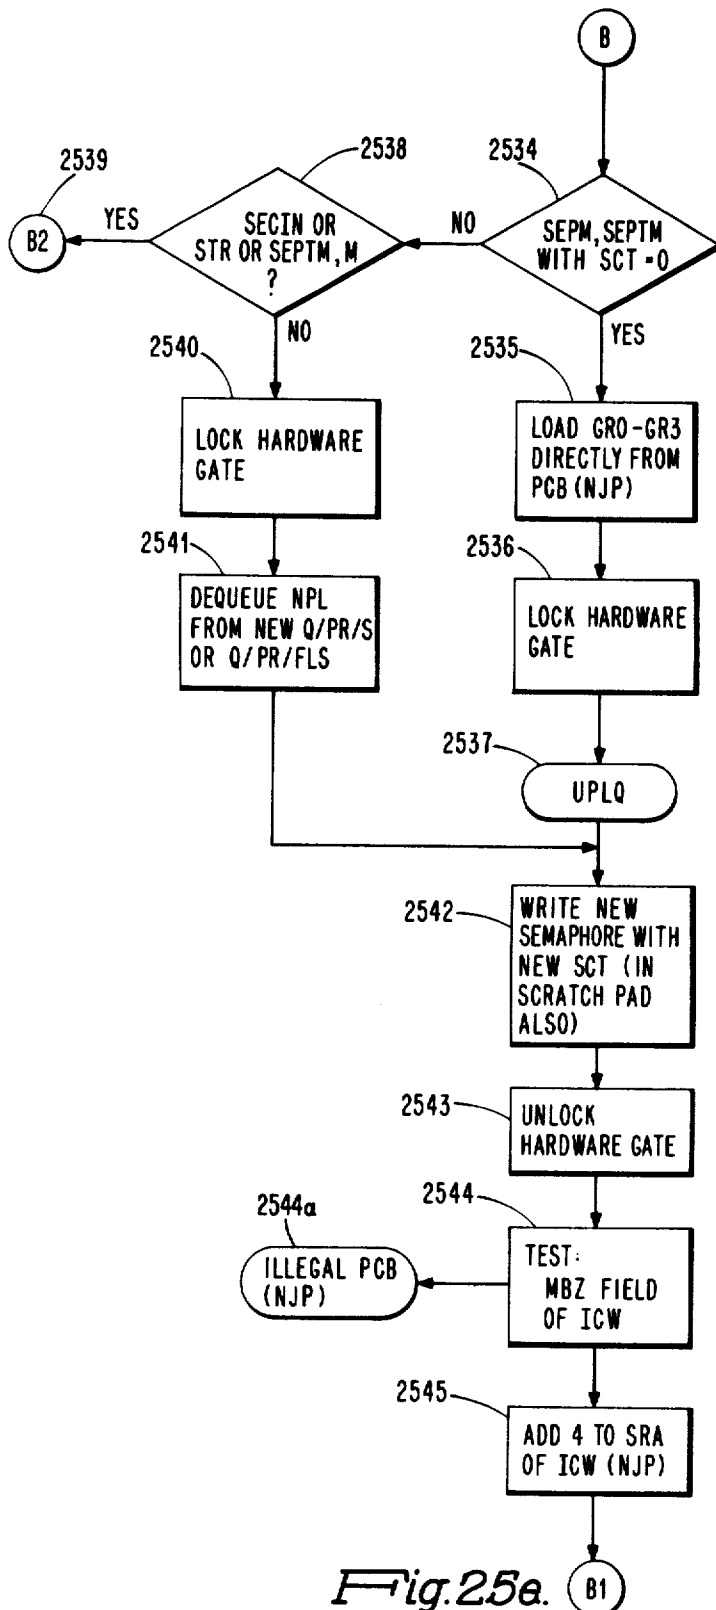 B
2539
2538
2534
B2
YES
SECIN OR
STR OR SEPTM, M
?
NO
SEPM, SEPTM
WITH SCT = 0
NO
YES
2540
2535
LOCK HARDWARE
GATE
LOAD GR0-GR3
DIRECTLY FROM
PCB (NJP)
2541
2536
DEQUEUE NPL
FROM NEW Q/PR/S
OR Q/PR/FLS
LOCK HARDWARE
GATE
2537
UPLQ
2542
WRITE NEW
SEMAPHORE WITH
NEW SCT (IN
SCRATCH PAD
ALSO)
2543
UNLOCK
HARDWARE GATE
2544a
2544
ILLEGAL PCB
(NJP)
TEST:
MBZ FIELD
OF ICW
2545
ADD 4 TO SRA
OF ICW (NJP)
Fig. 25e.
B1